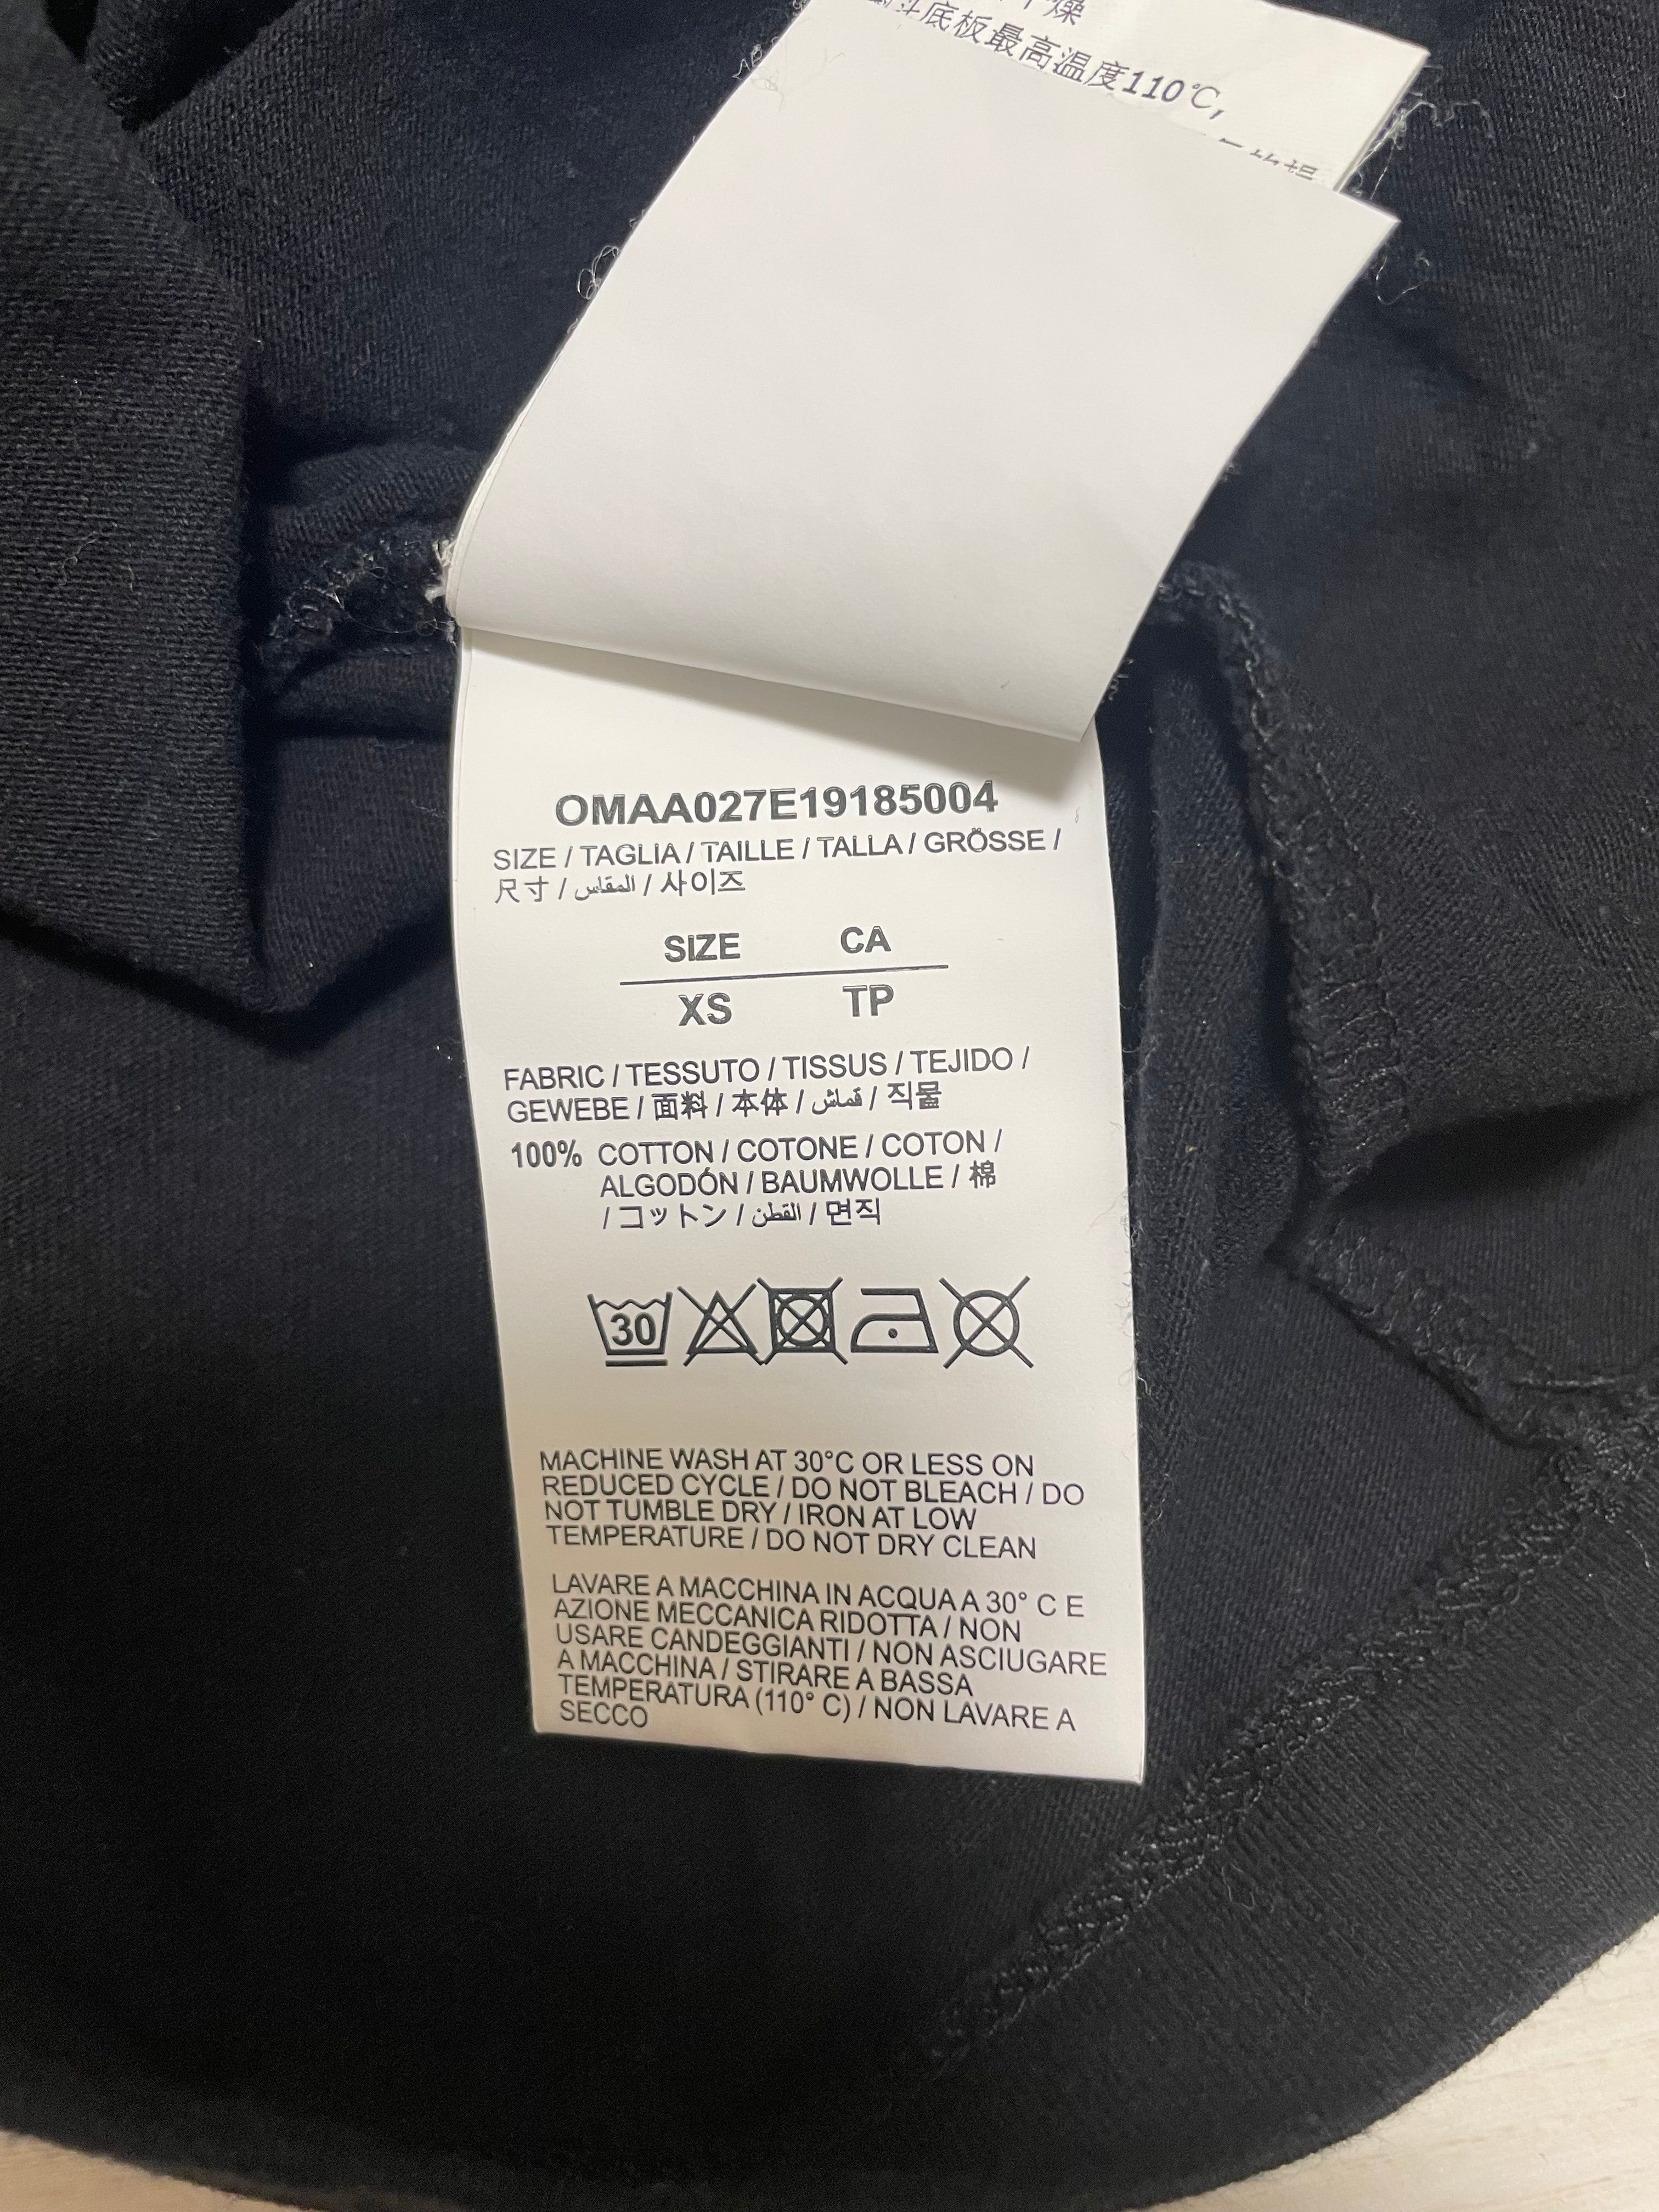 干燥
底板最高温度110℃,
OMAA027E19185004
SIZE / TAGLIA / TAILLE / TALLA / GRÖSSE /
尺寸 / المقاس / 사이즈
SIZE CA
XS TP
FABRIC / TESSUTO / TISSUS / TEJIDO /
GEWEBE / 面料 / 本体 / قماش / 직물
100% COTTON / COTONE / COTON /
ALGODÓN / BAUMWOLLE / 棉
/ コットン / القطن / 면직
30
MACHINE WASH AT 30°C OR LESS ON
REDUCED CYCLE / DO NOT BLEACH / DO
NOT TUMBLE DRY / IRON AT LOW
TEMPERATURE / DO NOT DRY CLEAN
LAVARE A MACCHINA IN ACQUA A 30° C E
AZIONE MECCANICA RIDOTTA / NON
USARE CANDEGGIANTI / NON ASCIUGARE
A MACCHINA / STIRARE A BASSA
TEMPERATURA (110° C) / NON LAVARE A
SECCO